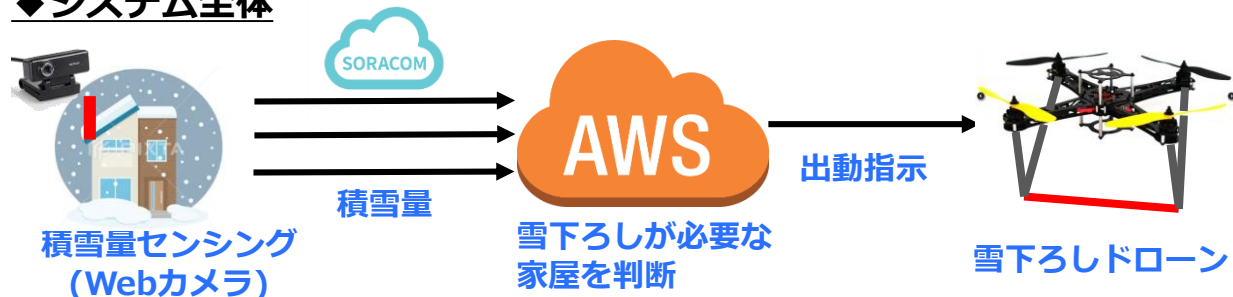 ◆システム全体
SORACOM
AWS
積雪量
出動指示
積雪量センシング
(Webカメラ)
雪下ろしが必要な
家屋を判断
雪下ろしドローン